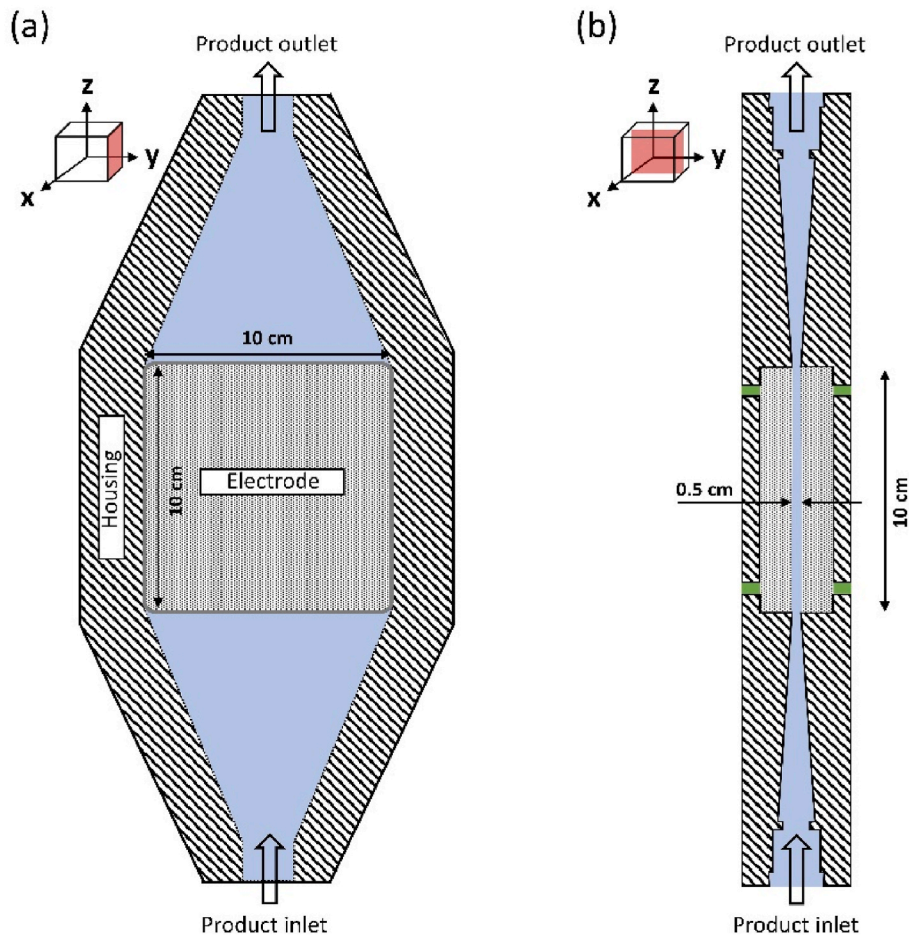 (a)
Product outlet
z
y
x
10 cm
10 cm
Electrode
Housing
Product inlet
(b)
Product outlet
z
y
x
0.5 cm
10 cm
Product inlet